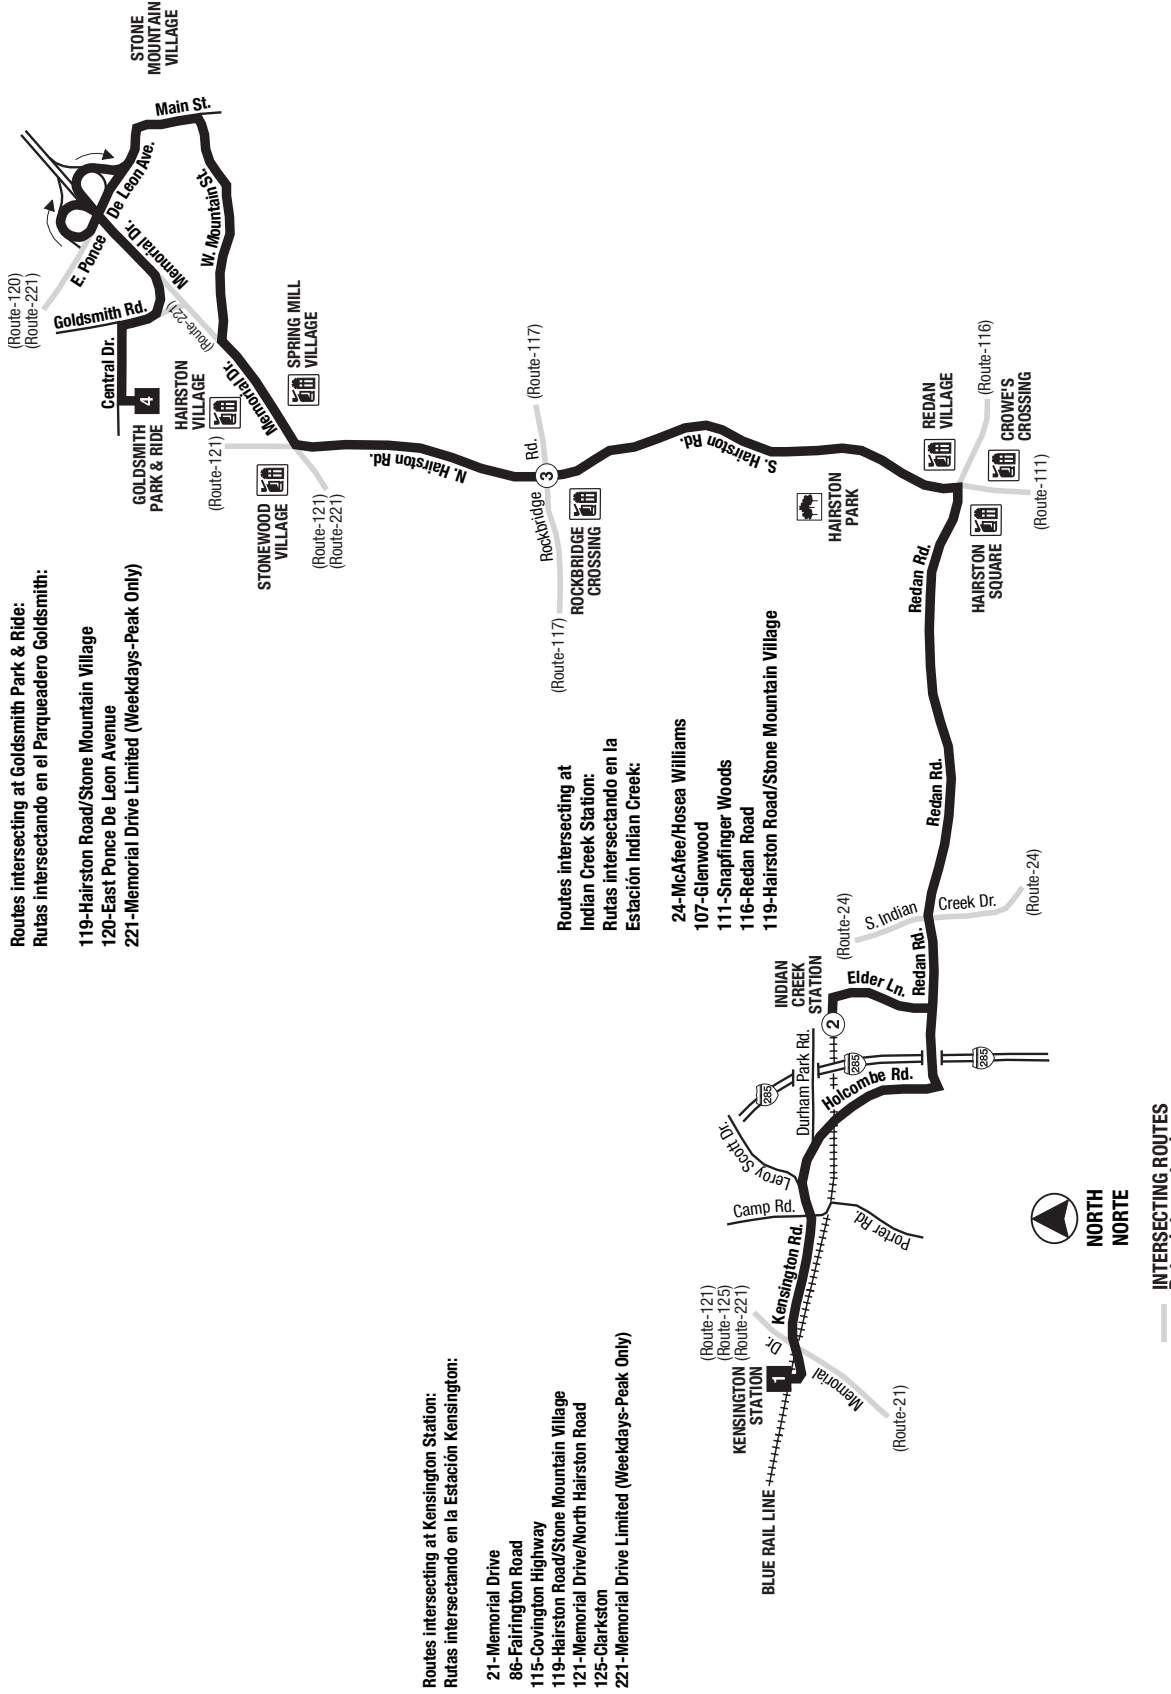 Routes intersecting at Kensington Station:
Rutas intersectando en la Estación Kensington:
21-Memorial Drive
86-Fairington Road
115-Covington Highway
119-Hairston Road/Stone Mountain Village
121-Memorial Drive/North Hairston Road
125-Clarkston
221-Memorial Drive Limited (Weekdays-Peak Only)
Routes intersecting at Goldsmith Park & Ride:
Rutas intersectando en el Parqueadero Goldsmith:
119-Hairston Road/Stone Mountain Village
120-East Ponce De Leon Avenue
221-Memorial Drive Limited (Weekdays-Peak Only)
Routes intersecting at
Indian Creek Station:
Rutas intersectando en la
Estación Indian Creek:
24-McAfee/Hosea Williams
107-Glenwood
111-Snapfinger Woods
116-Redan Road
119-Hairston Road/Stone Mountain Village
BLUE RAIL LINE
KENSINGTON
STATION
1
(Route-121)
(Route-125)
(Route-221)
Memorial
Dr.
(Route-21)
Kensington Rd.
Camp Rd.
Porter Rd.
Leroy Scott Dr.
Durham Park Rd.
Holcombe Rd.
285
285
285
INDIAN
CREEK
STATION
2
Elder Ln.
Redan Rd.
(Route-24)
S. Indian
Creek Dr.
(Route-24)
Redan Rd.
Redan Rd.
HAIRSTON
SQUARE
(Route-111)
CROWE'S
CROSSING
(Route-116)
REDAN
VILLAGE
HAIRSTON
PARK
S. Hairston Rd.
ROCKBRIDGE
CROSSING
(Route-117)
Rockbridge
3
Rd.
(Route-117)
N. Hairston Rd.
STONEWOOD
VILLAGE
(Route-121)
(Route-221)
(Route-121)
SPRING MILL
VILLAGE
HAIRSTON
VILLAGE
Memorial Dr.
(Route-221)
W. Mountain St.
Main St.
STONE
MOUNTAIN
VILLAGE
E. Ponce
De Leon Ave.
Memorial Dr.
(Route-120)
(Route-221)
Goldsmith Rd.
Central Dr.
4
GOLDSMITH
PARK & RIDE
NORTH
NORTE
INTERSECTING ROUTES